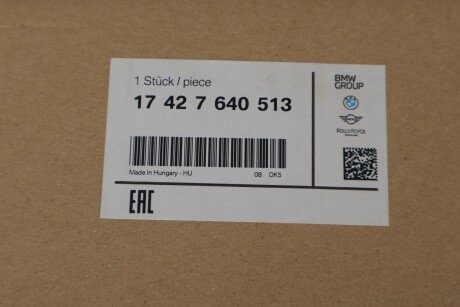 1 Stück / piece
17 42 7 640 513
Made in Hungary - HU
08 DK5
EAC
BMW
GROUP
ROLLS-ROYCE